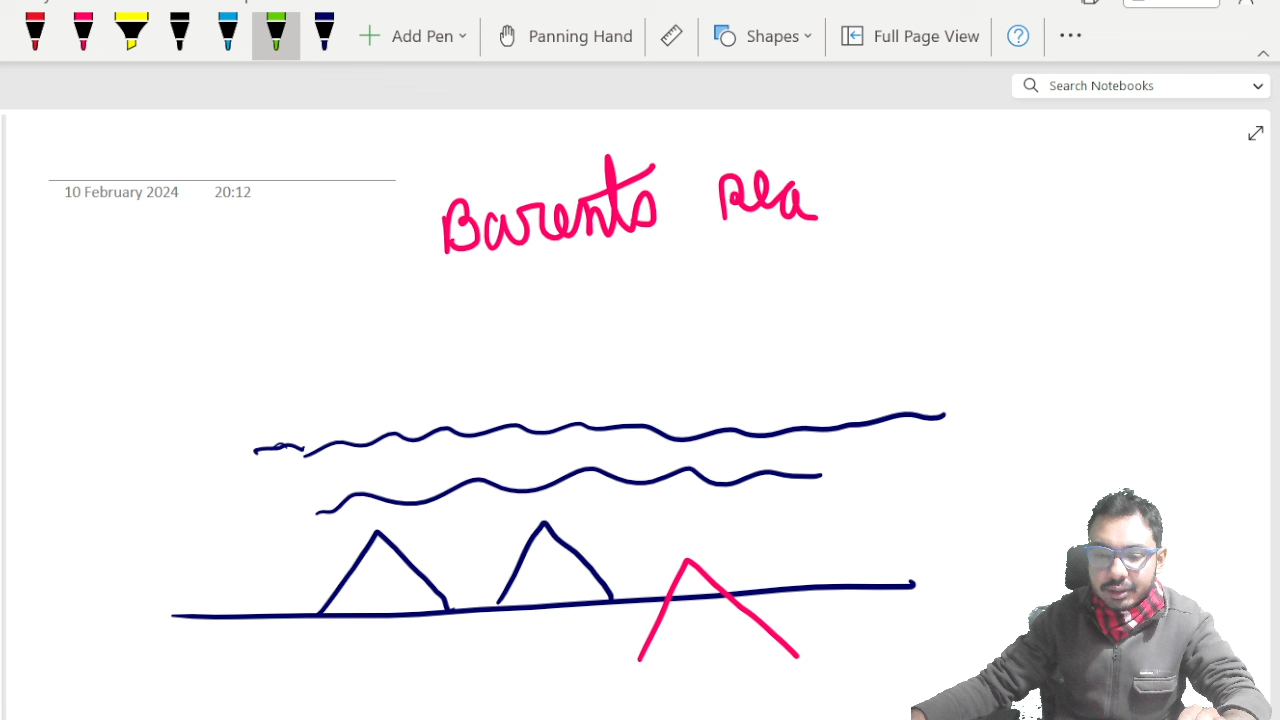 Add Pen
Panning Hand
Shapes
Full Page View
Search Notebooks
10 February 2024 20:12
Barents sea